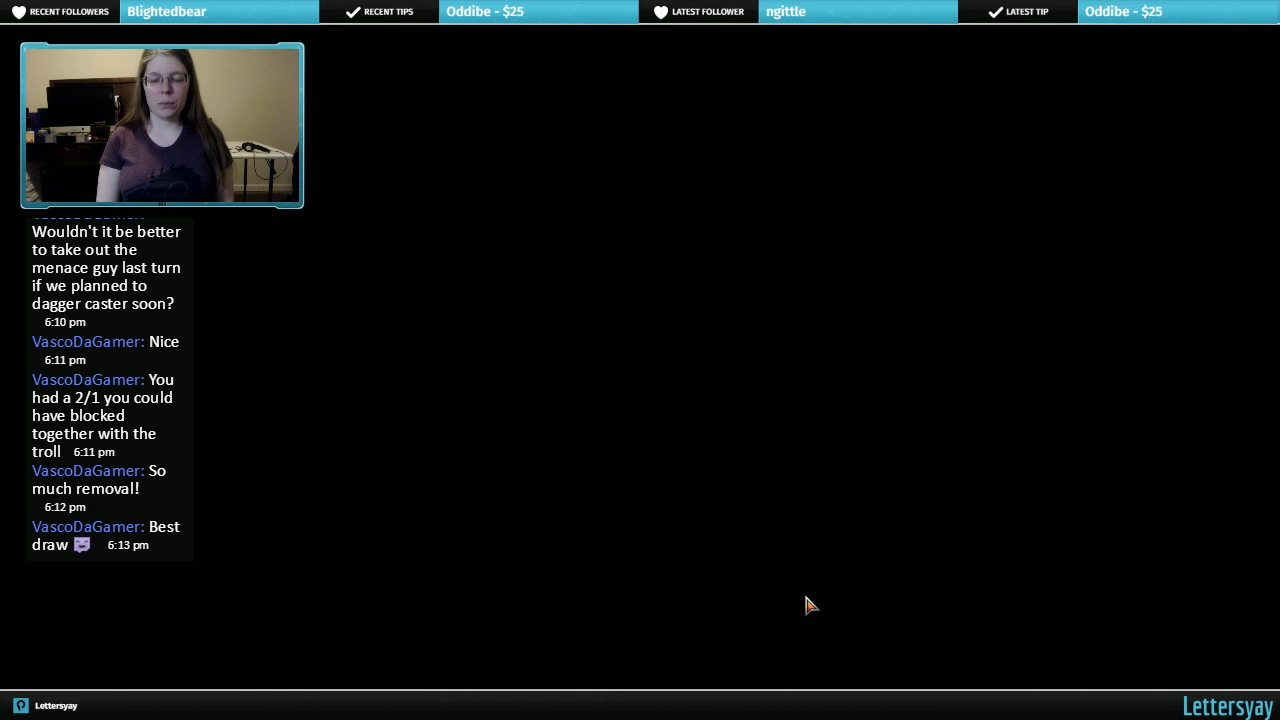 RECENT FOLLOWERS Blightedbear RECENT TIPS Oddibe - $25 LATEST FOLLOWER ngittle LATEST TIP Oddibe - $25
Wouldn't it be better
to take out the
menace guy last turn
if we planned to
dagger caster soon?
6:10 pm
VascoDaGamer: Nice
6:11 pm
VascoDaGamer: You
had a 2/1 you could
have blocked
together with the
troll 6:11 pm
VascoDaGamer: So
much removal!
6:12 pm
VascoDaGamer: Best
draw 6:13 pm
Lettersyay Lettersyay